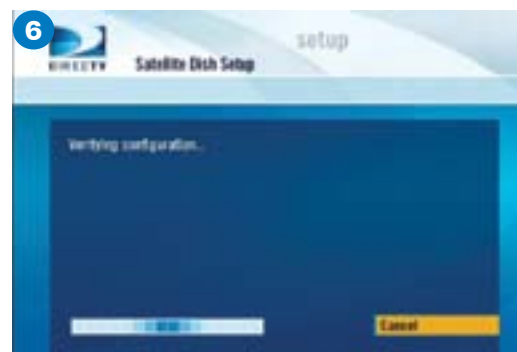 6
setup
DIRECTV
Satellite Dish Setup
Verifying configuration...
Cancel